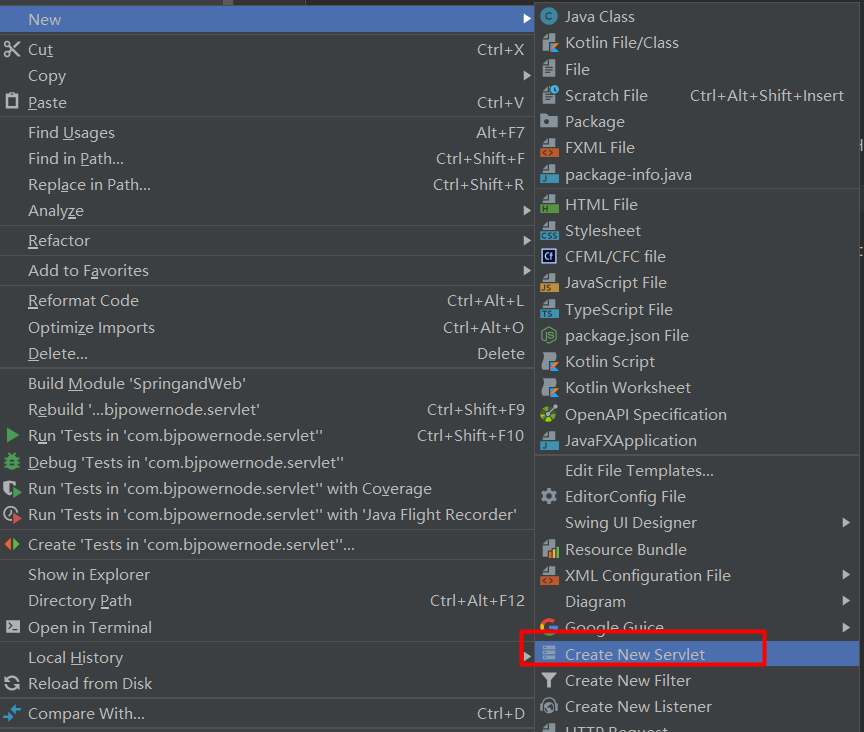 New
Cut Ctrl+X
Copy
Paste Ctrl+V
Find Usages Alt+F7
Find in Path... Ctrl+Shift+F
Replace in Path... Ctrl+Shift+R
Analyze
Refactor
Add to Favorites
Reformat Code Ctrl+Alt+L
Optimize Imports Ctrl+Alt+O
Delete... Delete
Build Module 'SpringandWeb'
Rebuild '...bjpowernode.servlet' Ctrl+Shift+F9
Run 'Tests in 'com.bjpowernode.servlet'' Ctrl+Shift+F10
Debug 'Tests in 'com.bjpowernode.servlet''
Run 'Tests in 'com.bjpowernode.servlet'' with Coverage
Run 'Tests in 'com.bjpowernode.servlet'' with 'Java Flight Recorder'
Create 'Tests in 'com.bjpowernode.servlet''...
Show in Explorer
Directory Path Ctrl+Alt+F12
Open in Terminal
Local History
Reload from Disk
Compare With... Ctrl+D
Java Class
Kotlin File/Class
File
Scratch File Ctrl+Alt+Shift+Insert
Package
FXML File
package-info.java
HTML File
Stylesheet
CFML/CFC file
JavaScript File
TypeScript File
package.json File
Kotlin Script
Kotlin Worksheet
OpenAPI Specification
JavaFXApplication
Edit File Templates...
EditorConfig File
Swing UI Designer
Resource Bundle
XML Configuration File
Diagram
Google Guice
Create New Servlet
Create New Filter
Create New Listener
HTTP Request